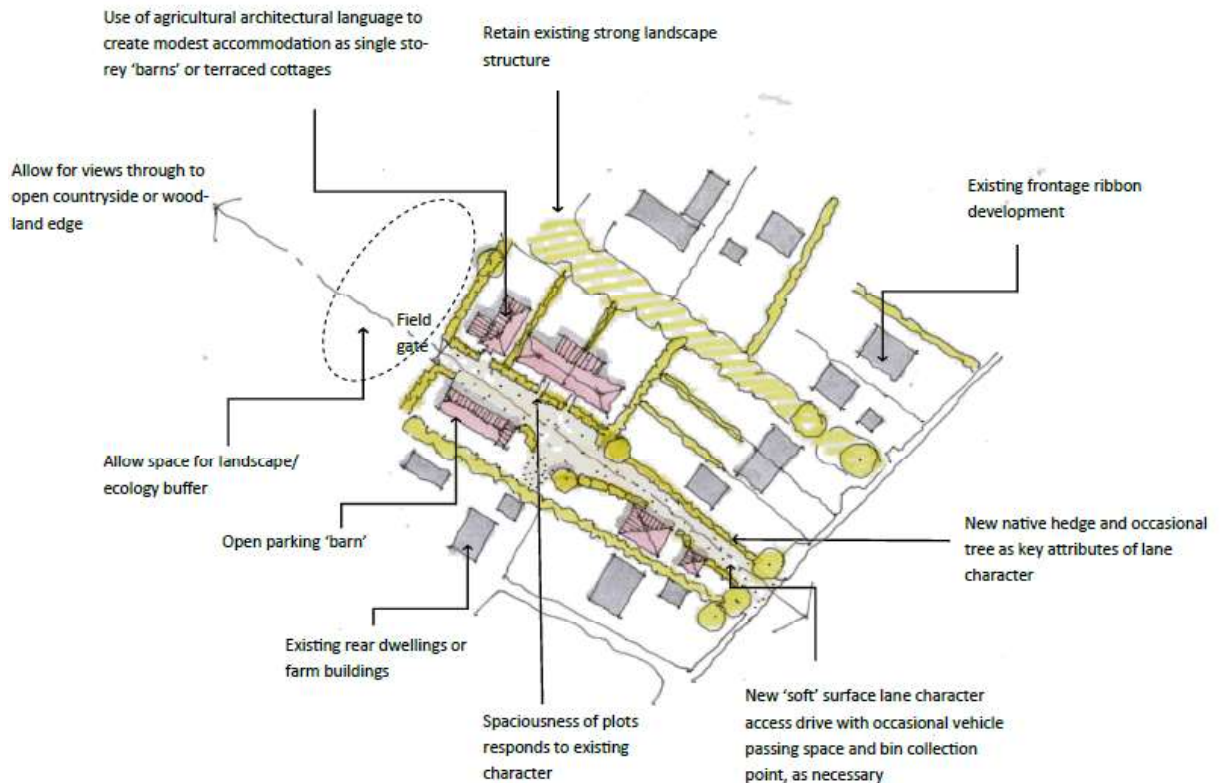 Use of agricultural architectural language to
create modest accommodation as single sto-
rey ‘barns’ or terraced cottages
Retain existing strong landscape
structure
Allow for views through to
open countryside or wood-
land edge
Existing frontage ribbon
development
Field
gate
Allow space for landscape/
ecology buffer
Open parking ‘barn’
New native hedge and occasional
tree as key attributes of lane
character
Existing rear dwellings or
farm buildings
Spaciousness of plots
responds to existing
character
New ‘soft’ surface lane character
access drive with occasional vehicle
passing space and bin collection
point, as necessary